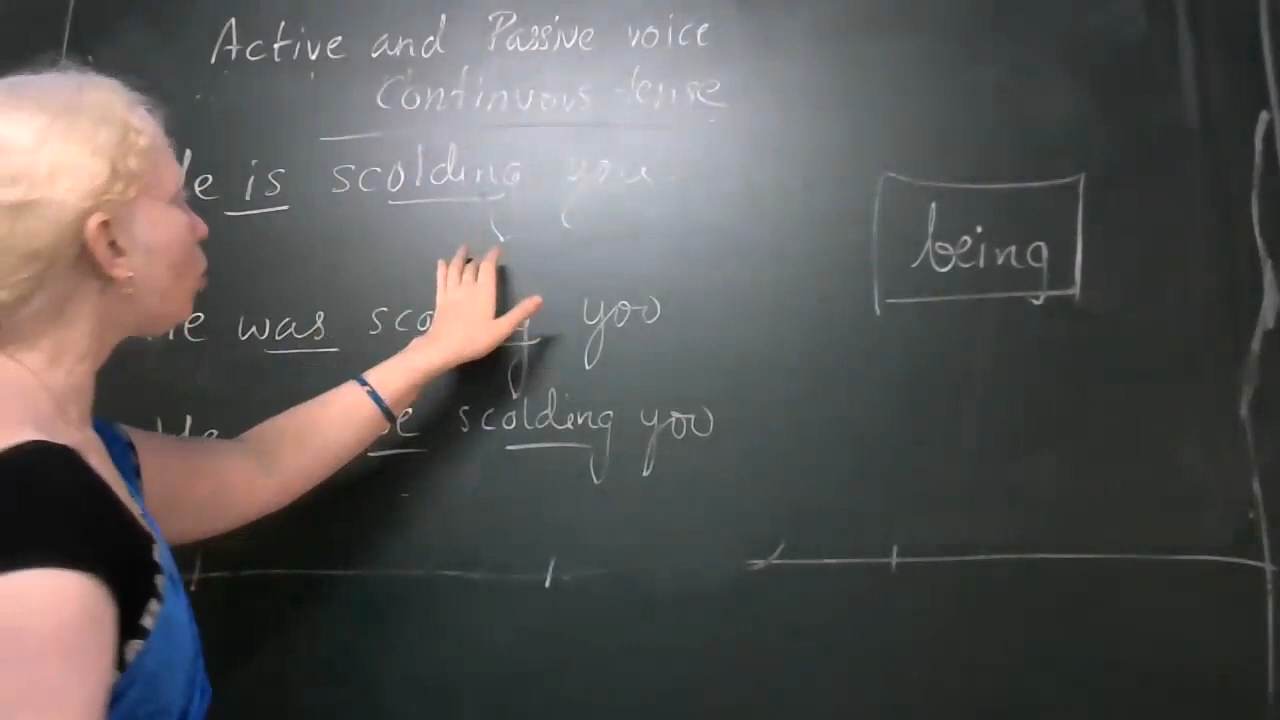 Active and Passive voice
Continuous tense
is scolding you
being
was you
scolding you